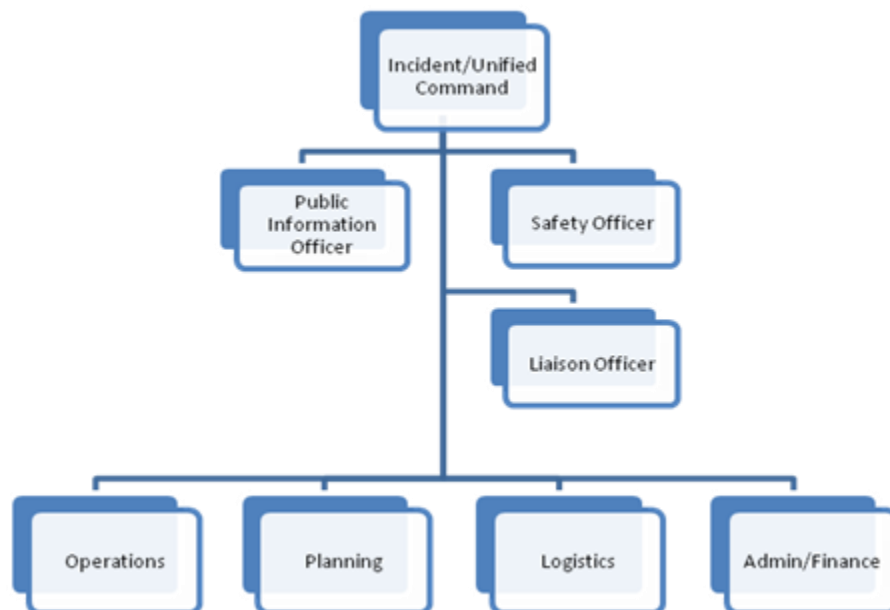 Incident/Unified
Command
Public
Information
Officer
Safety Officer
Liaison Officer
Operations
Planning
Logistics
Admin/Finance